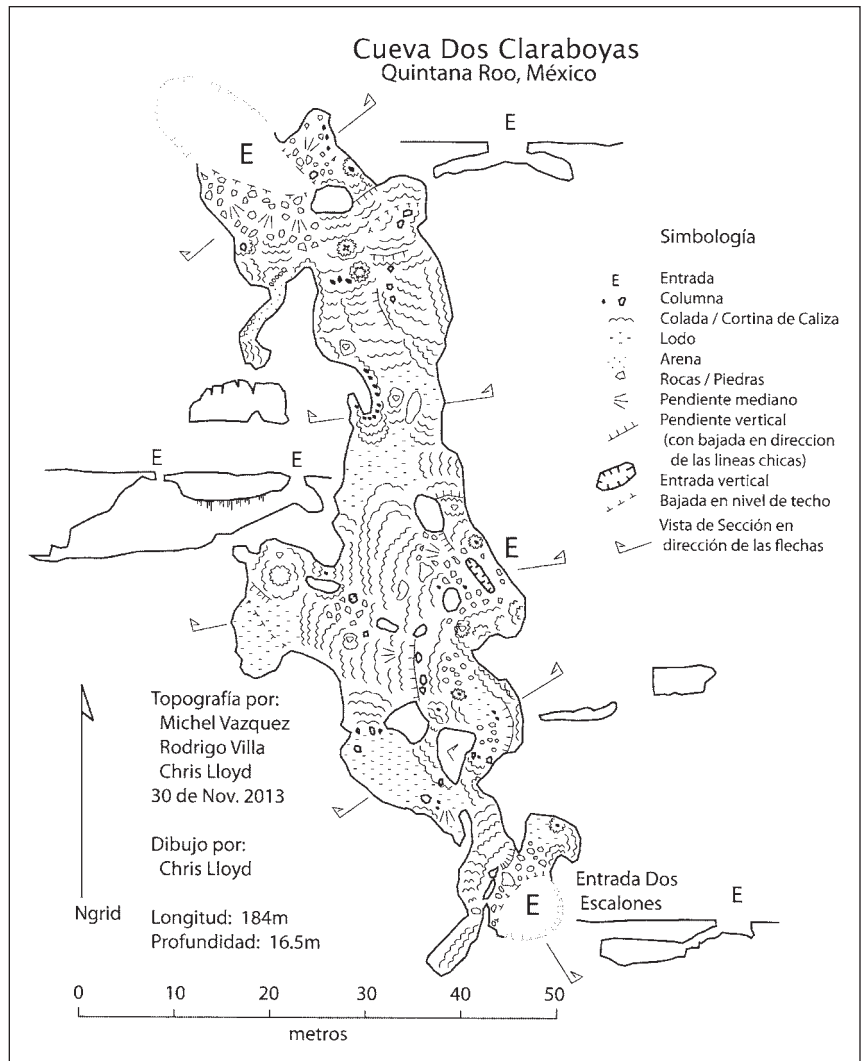 Cueva Dos Claraboyas
Quintana Roo, México
E
E
Simbología
E Entrada
Columna
Colada / Cortina de Caliza
Lodo
Arena
Rocas / Piedras
Pendiente mediano
Pendiente vertical
(con bajada en direccion
de las lineas chicas)
Entrada vertical
Bajada en nivel de techo
Vista de Sección en
dirección de las flechas
E
E
E
Topografía por:
Michel Vazquez
Rodrigo Villa
Chris Lloyd
30 de Nov. 2013
Dibujo por:
Chris Lloyd
Longitud: 184m
Profundidad: 16.5m
Ngrid
Entrada Dos
Escalones
E
E
0 10 20 30 40 50
metros